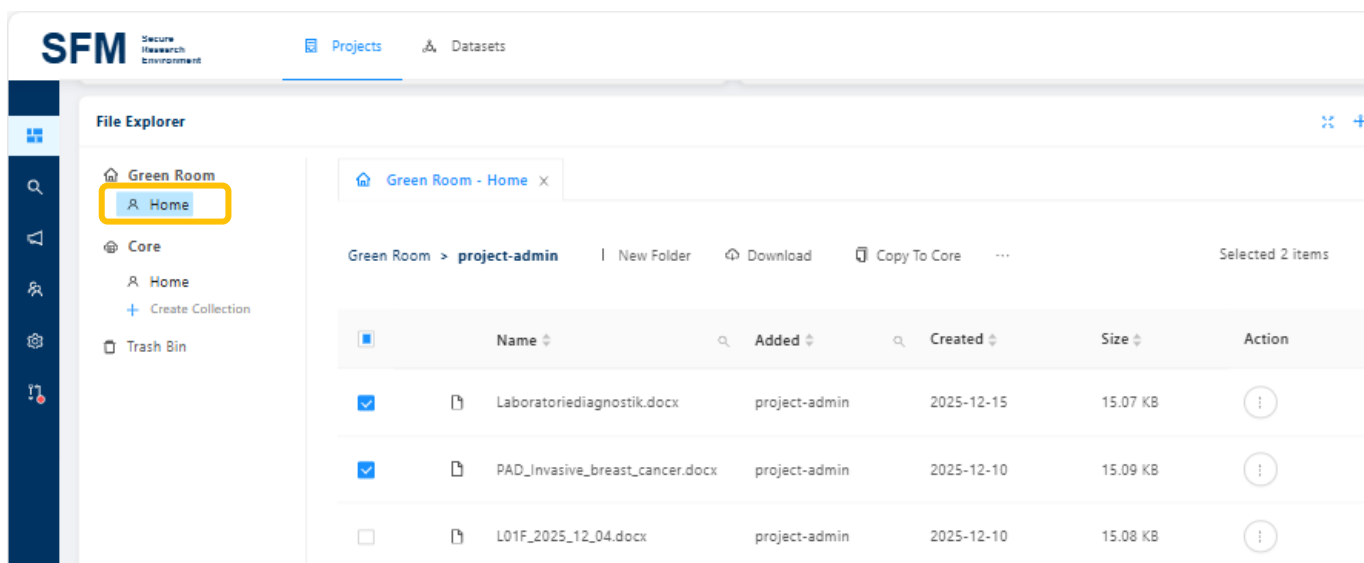 SFM Secure Research Environment Projects Datasets
File Explorer
Green Room
Home
Core
Home
Create Collection
Trash Bin
Green Room - Home
Green Room > project-admin New Folder Download Copy To Core ··· Selected 2 items
Name Added Created Size Action
Laboratoriediagnostik.docx project-admin 2025-12-15 15.07 KB
PAD_Invasive_breast_cancer.docx project-admin 2025-12-10 15.09 KB
L01F_2025_12_04.docx project-admin 2025-12-10 15.08 KB